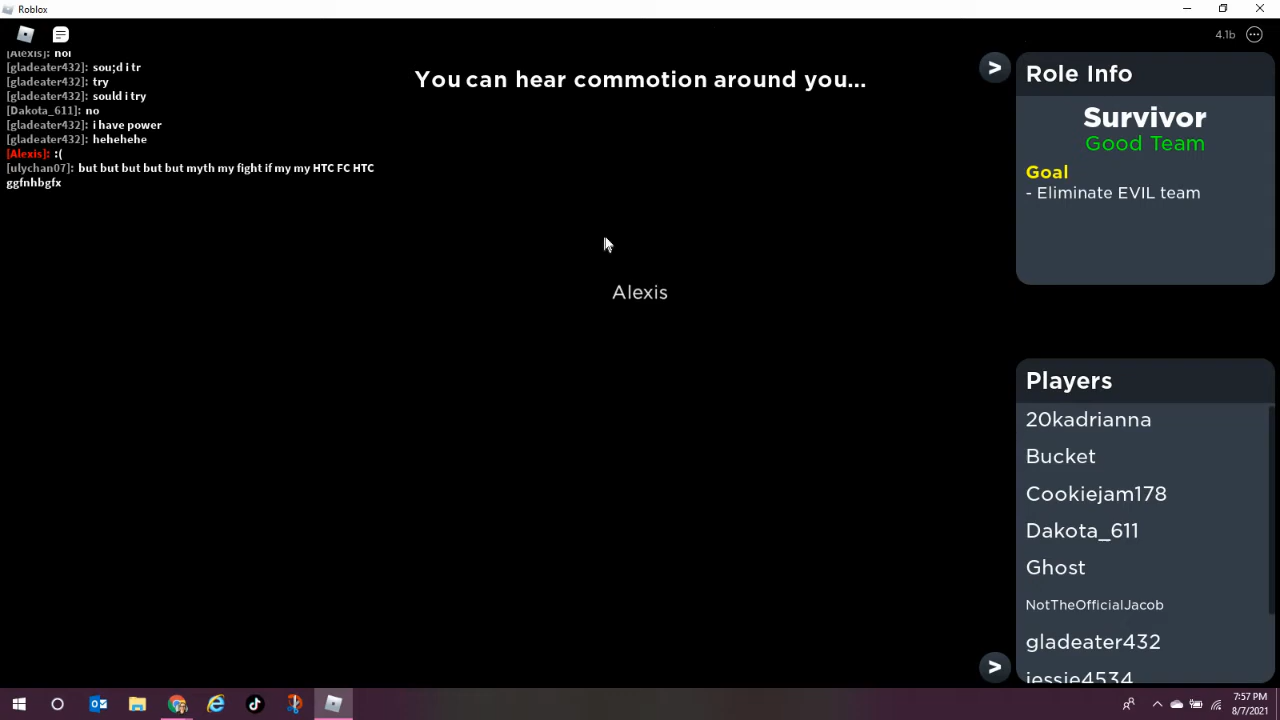 Roblox
4.1b
[Alexis]: noi
[gladeater432]: sou;d i tr
[gladeater432]: try
[gladeater432]: sould i try
[Dakota_611]: no
[gladeater432]: i have power
[gladeater432]: hehehehe
[Alexis]: :(
[ulychan07]: but but but but but myth my fight if my my HTC FC HTC
ggfnhbgfx
You can hear commotion around you...
Alexis
>
Role Info
Survivor
Good Team
Goal
- Eliminate EVIL team
Players
20kadrianna
Bucket
Cookiejam178
Dakota_611
Ghost
NotTheOfficialJacob
gladeater432
jessie4534
>
7:57 PM
8/7/2021